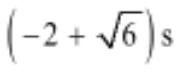 (−2 + √6) s